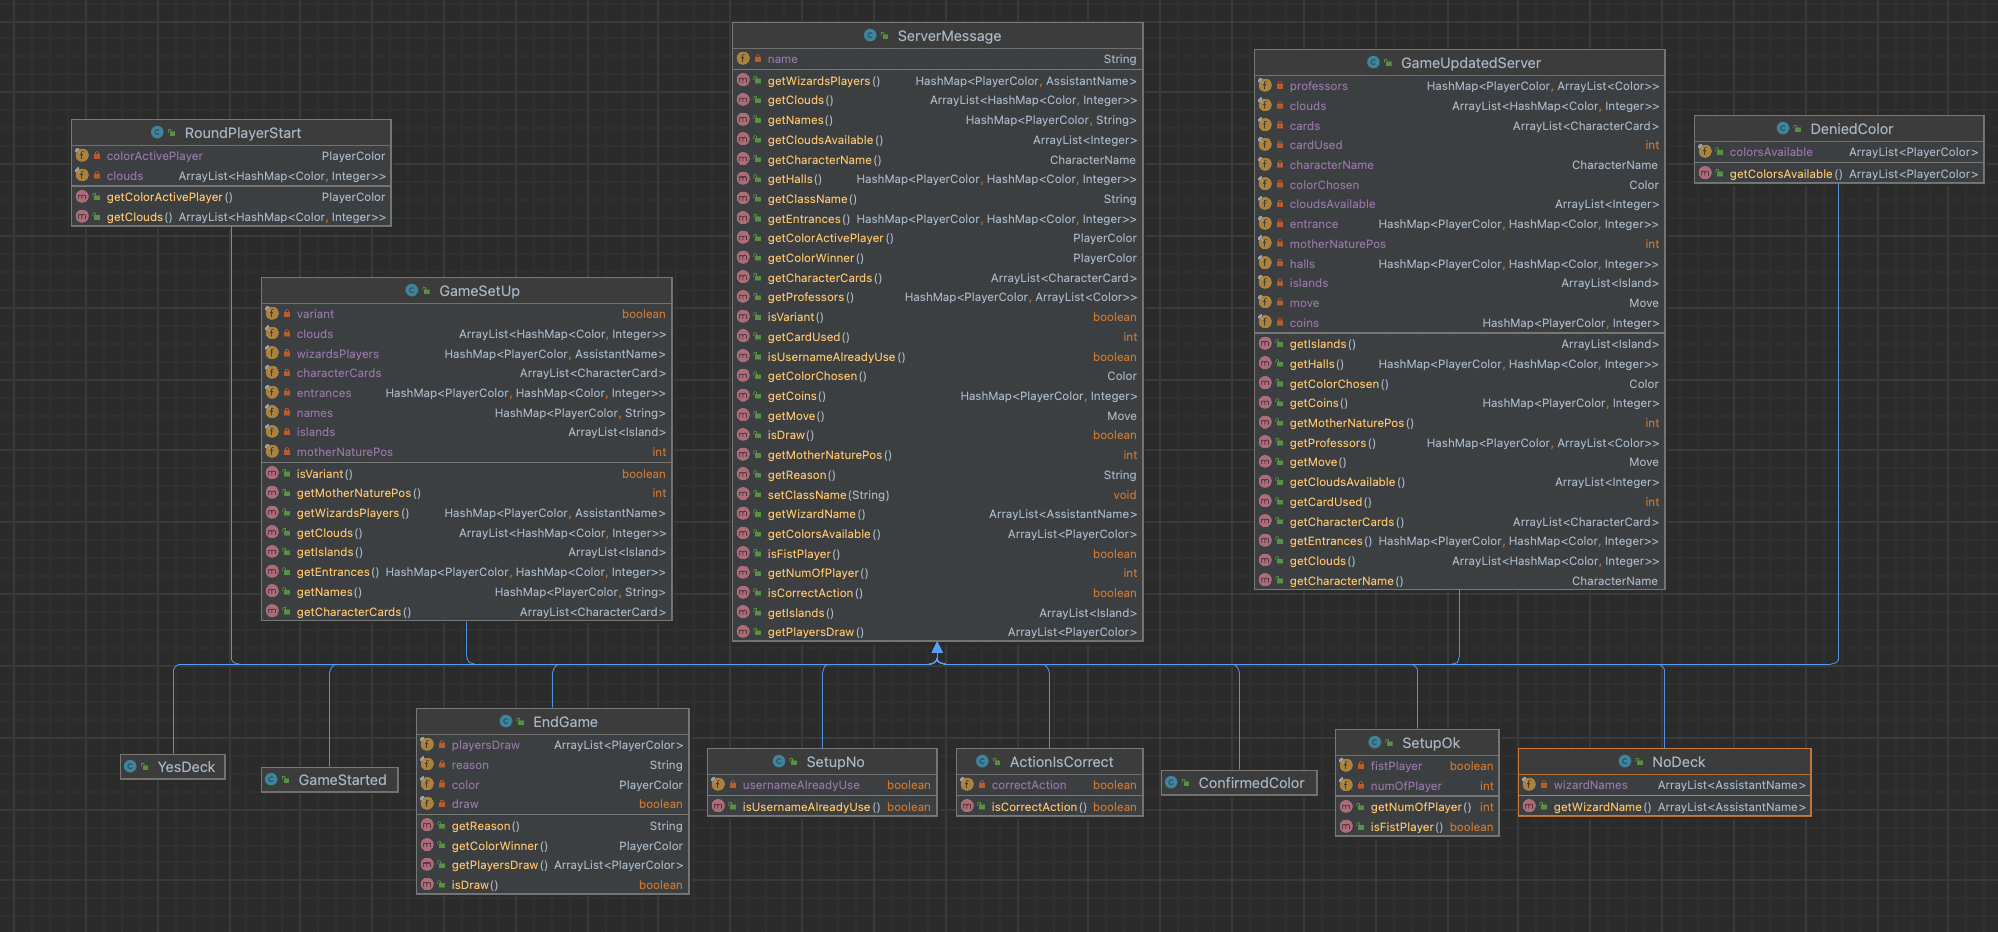 ServerMessage
name String
getWizardsPlayers() HashMap<PlayerColor, AssistantName>
getClouds() ArrayList<HashMap<Color, Integer>>
getNames() HashMap<PlayerColor, String>
getCloudsAvailable() ArrayList<Integer>
getCharacterName() CharacterName
getHalls() HashMap<PlayerColor, HashMap<Color, Integer>>
getClassName() String
getEntrances() HashMap<PlayerColor, HashMap<Color, Integer>>
getColorActivePlayer() PlayerColor
getColorWinner() PlayerColor
getCharacterCards() ArrayList<CharacterCard>
getProfessors() HashMap<PlayerColor, ArrayList<Color>>
isVariant() boolean
getCardUsed() int
isUsernameAlreadyUse() boolean
getColorChosen() Color
getCoins() HashMap<PlayerColor, Integer>
getMove() Move
isDraw() boolean
getMotherNaturePos() int
getReason() String
setClassName(String) void
getWizardName() ArrayList<AssistantName>
getColorsAvailable() ArrayList<PlayerColor>
isFistPlayer() boolean
getNumOfPlayer() int
isCorrectAction() boolean
getIslands() ArrayList<Island>
getPlayersDraw() ArrayList<PlayerColor>
GameUpdatedServer
professors HashMap<PlayerColor, ArrayList<Color>>
clouds ArrayList<HashMap<Color, Integer>>
cards ArrayList<CharacterCard>
cardUsed int
characterName CharacterName
colorChosen Color
cloudsAvailable ArrayList<Integer>
entrance HashMap<PlayerColor, HashMap<Color, Integer>>
motherNaturePos int
halls HashMap<PlayerColor, HashMap<Color, Integer>>
islands ArrayList<Island>
move Move
coins HashMap<PlayerColor, Integer>
getIslands() ArrayList<Island>
getHalls() HashMap<PlayerColor, HashMap<Color, Integer>>
getColorChosen() Color
getCoins() HashMap<PlayerColor, Integer>
getMotherNaturePos() int
getProfessors() HashMap<PlayerColor, ArrayList<Color>>
getMove() Move
getCloudsAvailable() ArrayList<Integer>
getCardUsed() int
getCharacterCards() ArrayList<CharacterCard>
getEntrances() HashMap<PlayerColor, HashMap<Color, Integer>>
getClouds() ArrayList<HashMap<Color, Integer>>
getCharacterName() CharacterName
DeniedColor
colorsAvailable ArrayList<PlayerColor>
getColorsAvailable() ArrayList<PlayerColor>
RoundPlayerStart
colorActivePlayer PlayerColor
clouds ArrayList<HashMap<Color, Integer>>
getColorActivePlayer() PlayerColor
getClouds() ArrayList<HashMap<Color, Integer>>
GameSetUp
variant boolean
clouds ArrayList<HashMap<Color, Integer>>
wizardsPlayers HashMap<PlayerColor, AssistantName>
characterCards ArrayList<CharacterCard>
entrances HashMap<PlayerColor, HashMap<Color, Integer>>
names HashMap<PlayerColor, String>
islands ArrayList<Island>
motherNaturePos int
isVariant() boolean
getMotherNaturePos() int
getWizardsPlayers() HashMap<PlayerColor, AssistantName>
getClouds() ArrayList<HashMap<Color, Integer>>
getIslands() ArrayList<Island>
getEntrances() HashMap<PlayerColor, HashMap<Color, Integer>>
getNames() HashMap<PlayerColor, String>
getCharacterCards() ArrayList<CharacterCard>
YesDeck
GameStarted
EndGame
playersDraw ArrayList<PlayerColor>
reason String
color PlayerColor
draw boolean
getReason() String
getColorWinner() PlayerColor
getPlayersDraw() ArrayList<PlayerColor>
isDraw() boolean
SetupNo
usernameAlreadyUse boolean
isUsernameAlreadyUse() boolean
ActionIsCorrect
correctAction boolean
isCorrectAction() boolean
ConfirmedColor
SetupOk
fistPlayer boolean
numOfPlayer int
getNumOfPlayer() int
isFistPlayer() boolean
NoDeck
wizardNames ArrayList<AssistantName>
getWizardName() ArrayList<AssistantName>